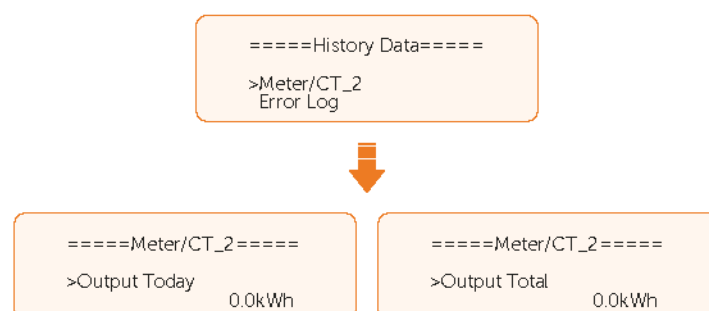 =====History Data=====
>Meter/CT_2
Error Log
=====Meter/CT_2=====
>Output Today
0.0kWh
=====Meter/CT_2=====
>Output Total
0.0kWh